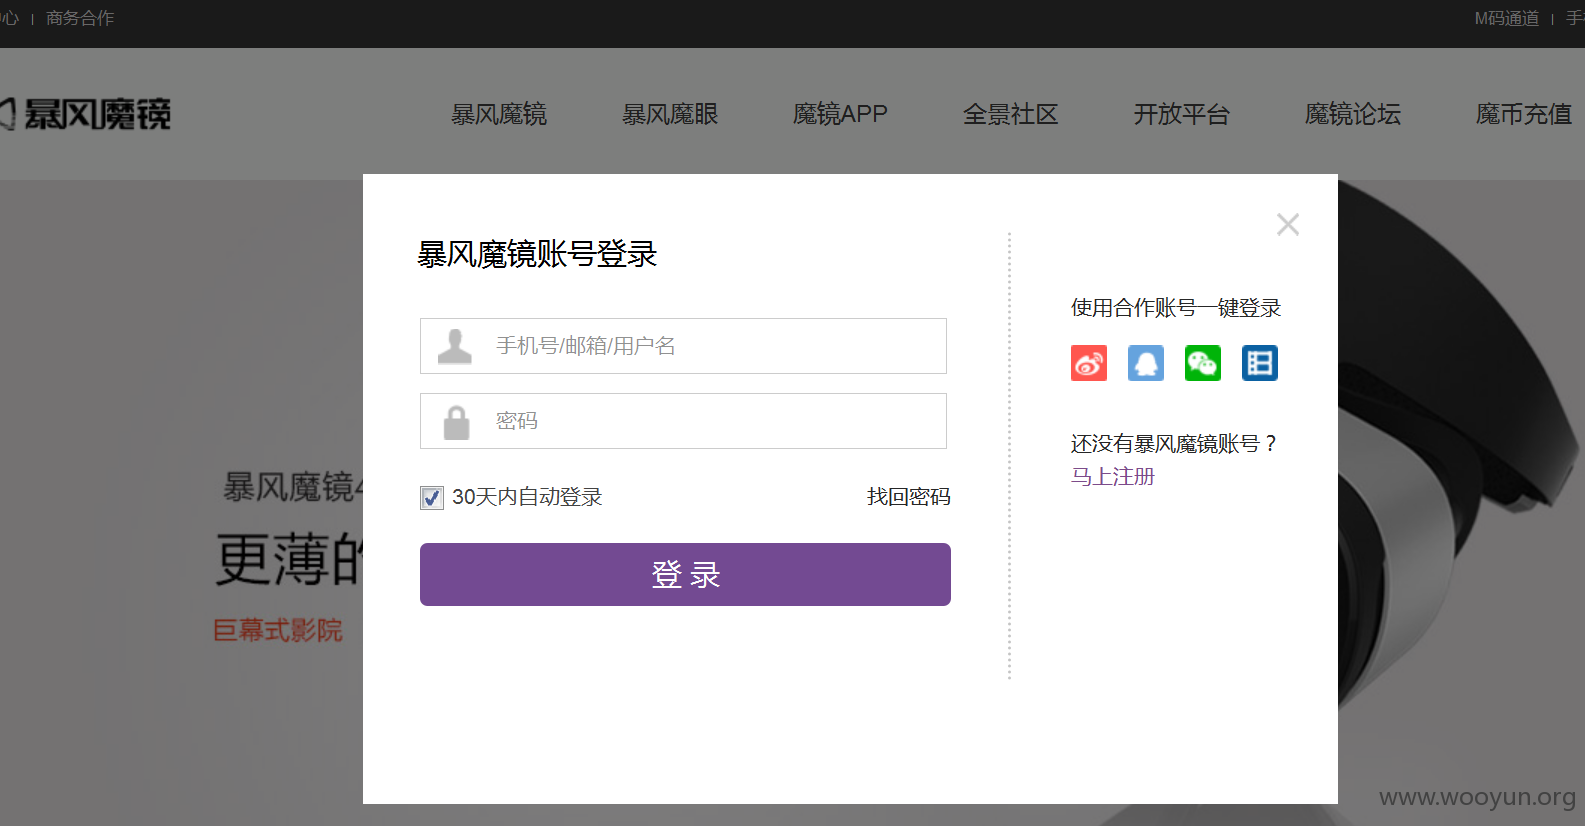 心 | 商务合作
M码通道 | 手
暴风魔镜
暴风魔镜 暴风魔眼 魔镜APP 全景社区 开放平台 魔镜论坛 魔币充值
暴风魔镜账号登录
手机号/邮箱/用户名
密码
30天内自动登录 找回密码
登 录
使用合作账号一键登录
还没有暴风魔镜账号？
马上注册
暴风魔镜4
更薄的
巨幕式影院
www.wooyun.org